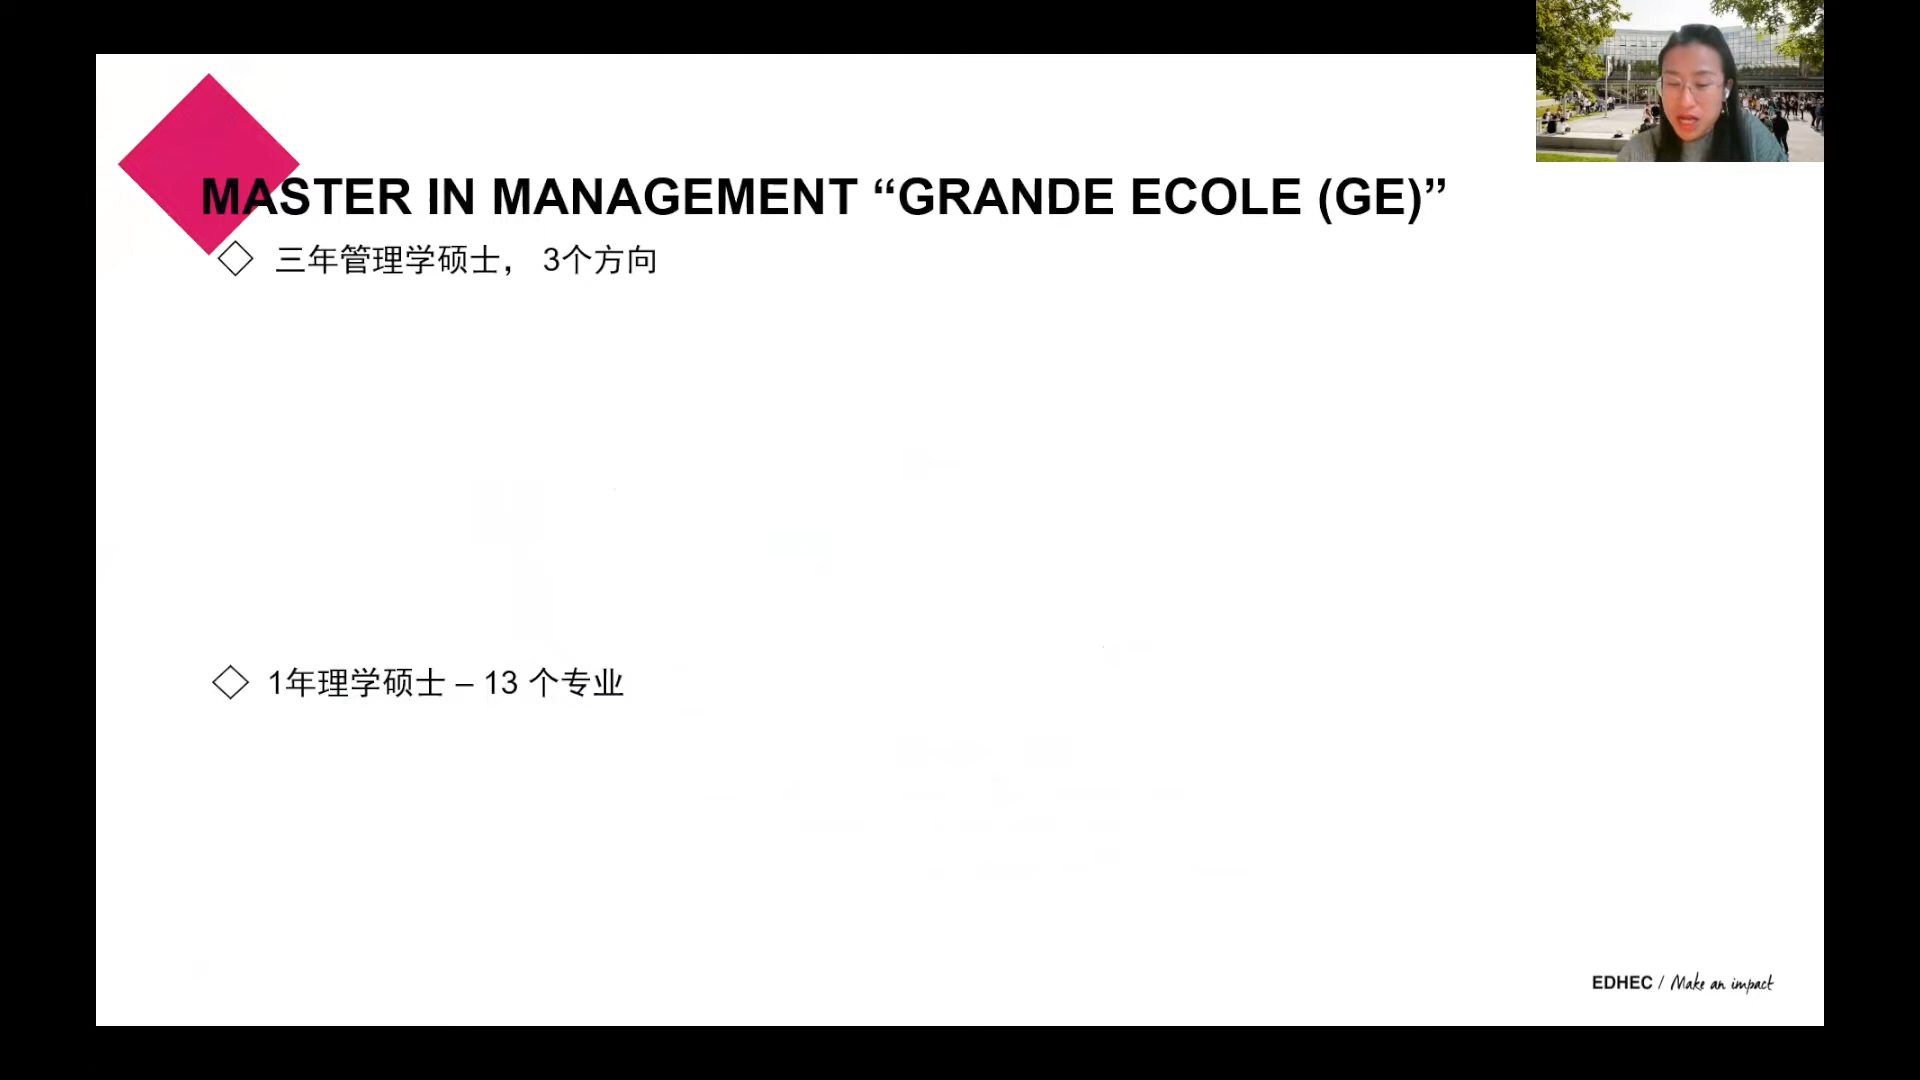 MASTER IN MANAGEMENT “GRANDE ECOLE (GE)”
三年管理学硕士， 3个方向
1年理学硕士 – 13 个专业
EDHEC / Make an impact